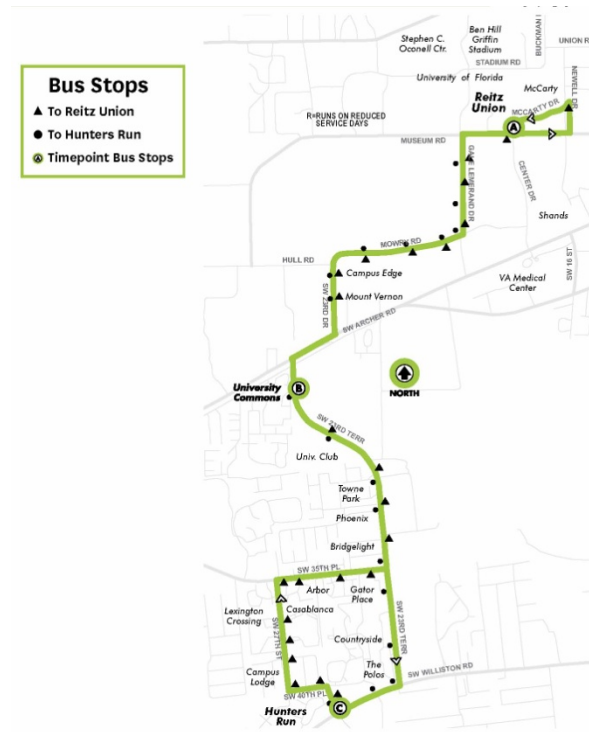 Stephen C.
Oconell Ctr.
Ben Hill
Griffin
Stadium
STADIUM RD
UNION R
University of Florida
Bus Stops
To Reitz Union
To Hunters Run
Timepoint Bus Stops
McCarty
NEWELL DR
Reitz
Union
MCCARTY DR
A
R=RUNS ON REDUCED
SERVICE DAYS
MUSEUM RD
GALE LEMERAND DR
CENTER DR
Shands
MOWRY RD
HULL RD
SW 16 ST
Campus Edge
VA Medical
Center
SW 23RD DR
Mount Vernon
SW ARCHER RD
NORTH
University
Commons
B
SW 23RD TERR
Univ. Club
Towne
Park
Phoenix
Bridgelight
SW 35TH PL
Arbor
Gator
Place
Lexington
Crossing
Casablanca
SW 27TH ST
SW 23RD TERR
Countryside
The
Polos
SW WILLISTON RD
Campus
Lodge
SW 40TH PL
Hunters
Run
C